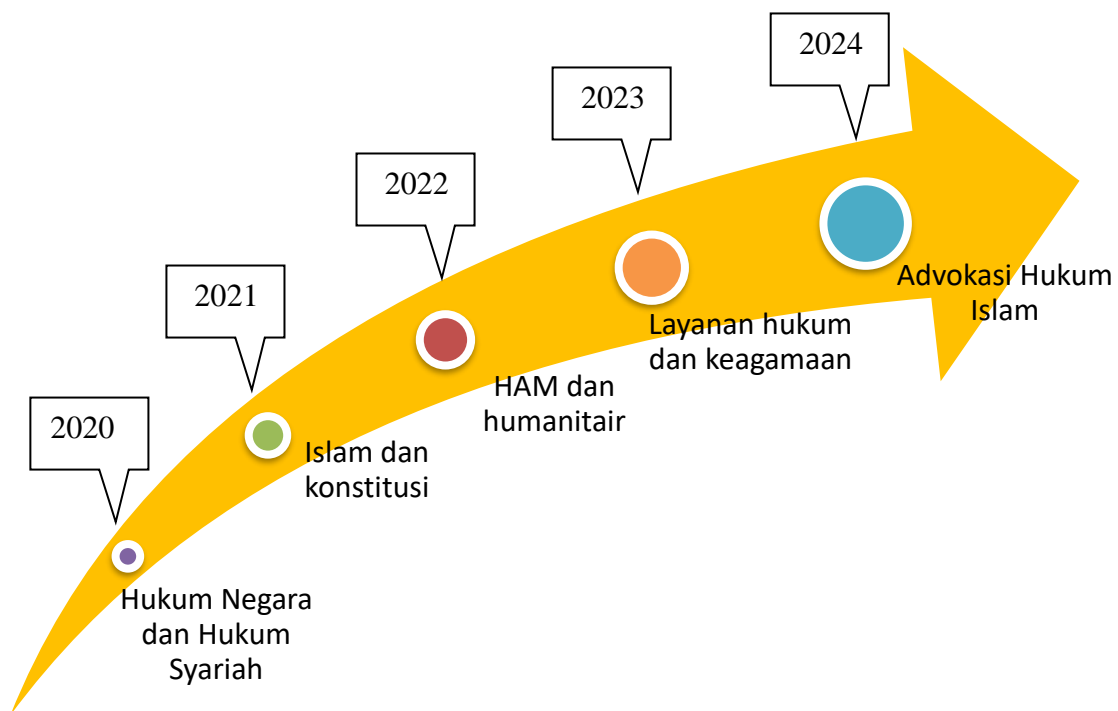 2020
Hukum Negara
dan Hukum
Syariah
2021
Islam dan
konstitusi
2022
HAM dan
humanitair
2023
Layanan hukum
dan keagamaan
2024
Advokasi Hukum
Islam